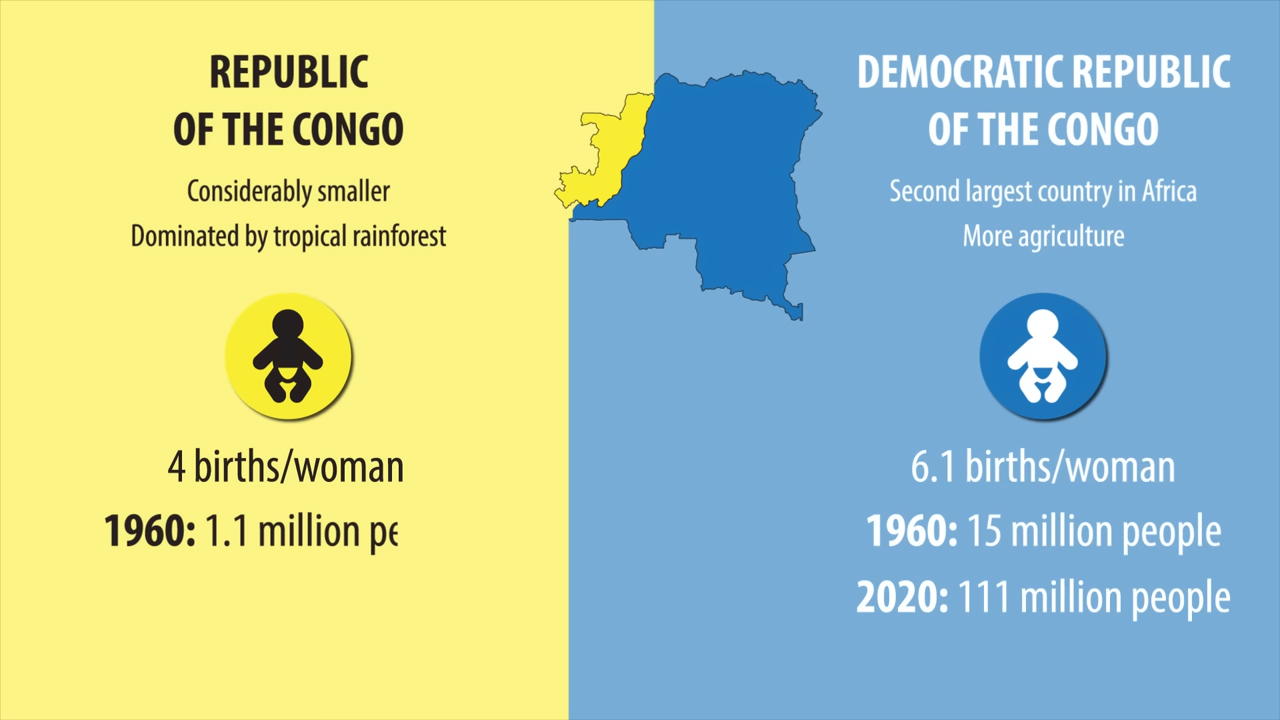 REPUBLIC
OF THE CONGO
Considerably smaller
Dominated by tropical rainforest
4 births/woman
1960: 1.1 million pe
DEMOCRATIC REPUBLIC
OF THE CONGO
Second largest country in Africa
More agriculture
6.1 births/woman
1960: 15 million people
2020: 111 million people